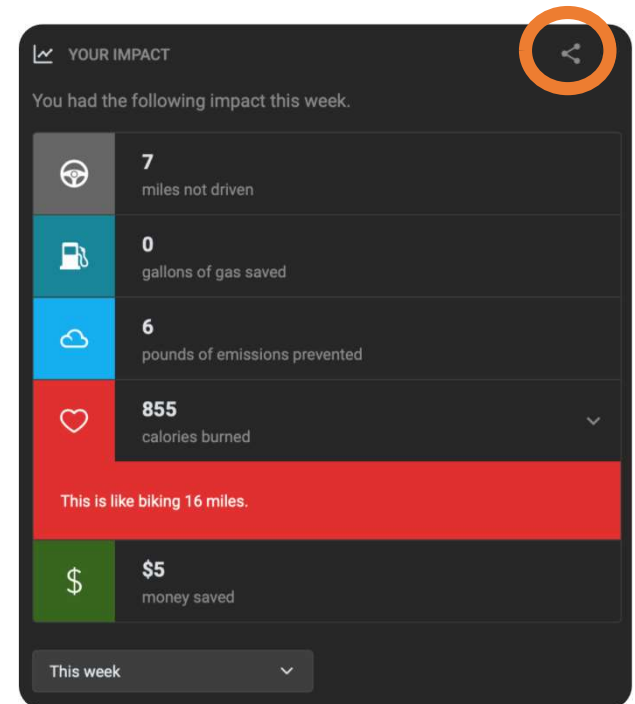 YOUR IMPACT
You had the following impact this week.
7
miles not driven
0
gallons of gas saved
6
pounds of emissions prevented
855
calories burned
This is like biking 16 miles.
$
$5
money saved
This week